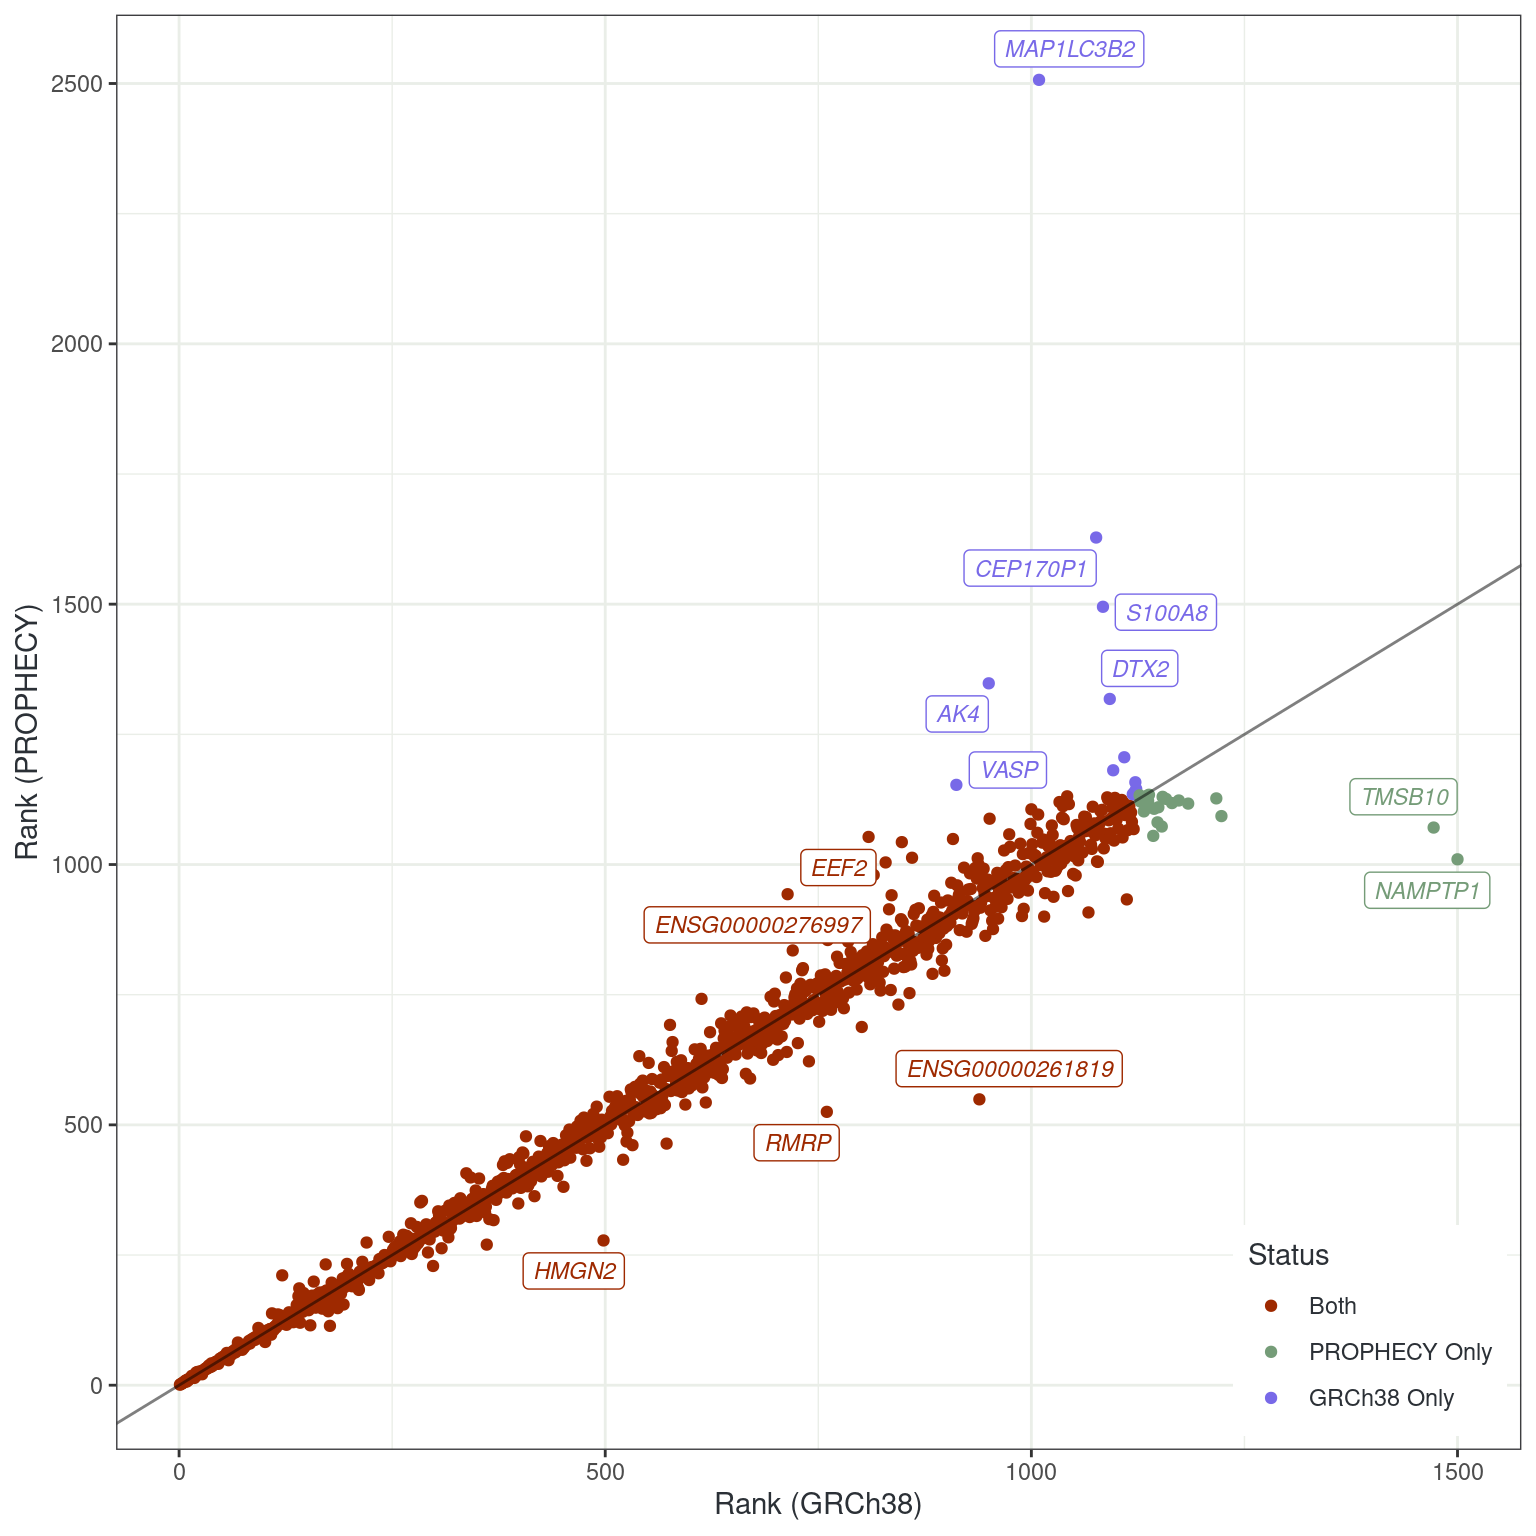 MAP1LC3B2
2500
2000
CEP170P1
1500
S100A8
DTX2
AK4
VASP
TMSB10
1000
EEF2
NAMPTP1
ENSG00000276997
ENSG00000261819
500
RMRP
HMGN2
0
Rank (PROPHECY)
Status
Both
PROPHECY Only
GRCh38 Only
0
500
1000
1500
Rank (GRCh38)